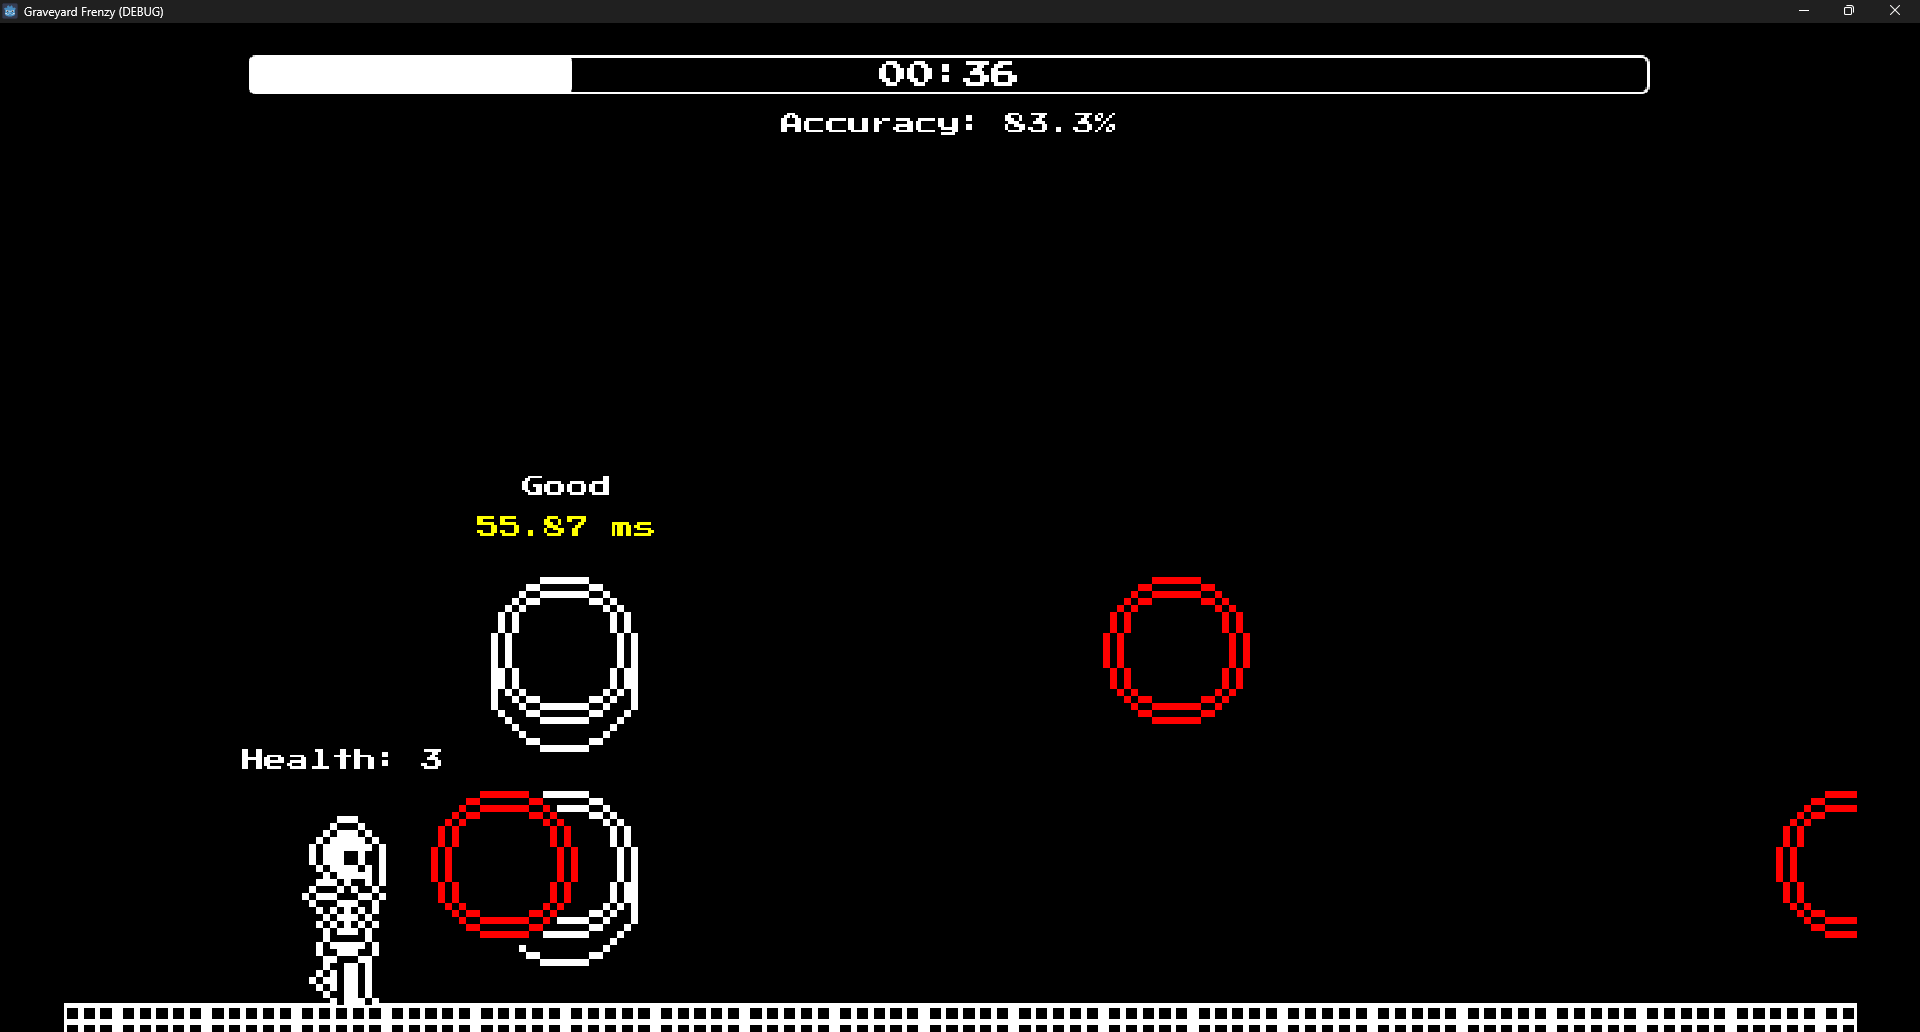 Graveyard Frenzy (DEBUG)
00:36
Accuracy: 83.3%
Good
55.87 ms
Health: 3